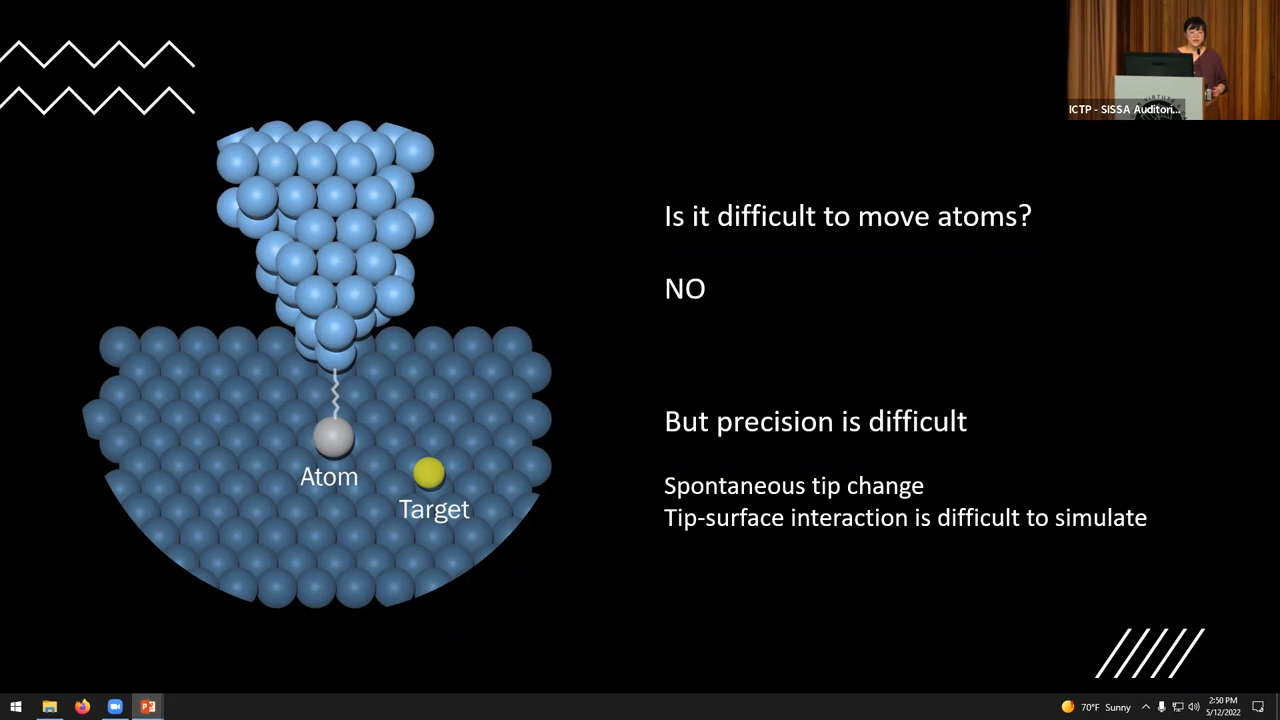 ICTP - SISSA Auditori...
Is it difficult to move atoms?
NO
But precision is difficult
Spontaneous tip change
Tip-surface interaction is difficult to simulate
Atom
Target
70°F Sunny
2:50 PM
5/12/2022